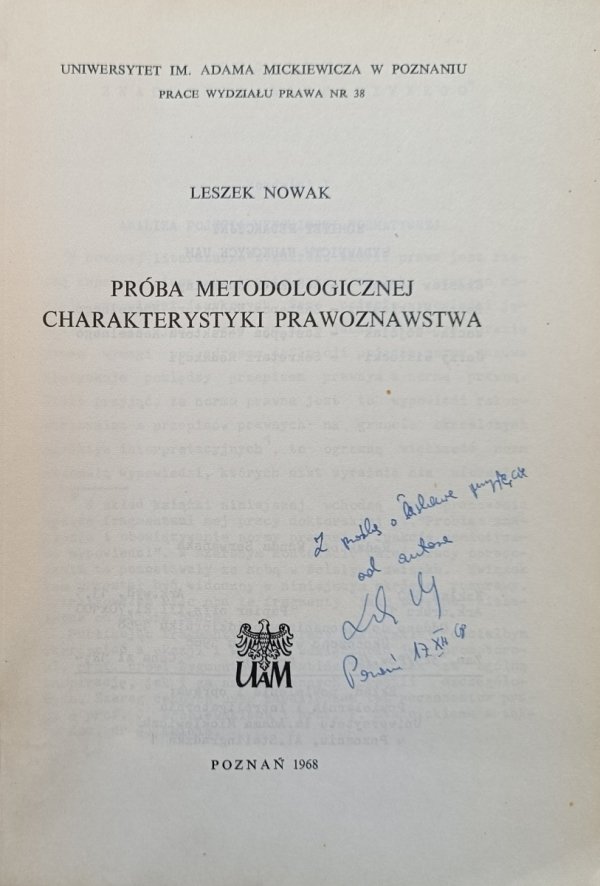 UNIWERSYTET IM. ADAMA MICKIEWICZA W POZNANIU
PRACE WYDZIAŁU PRAWA NR 38
LESZEK NOWAK
PRÓBA METODOLOGICZNEJ
CHARAKTERYSTYKI PRAWOZNAWSTWA
Z prośbą o łaskawe przyjęcie
od autora
Poznań 17 XII 68
UAM
POZNAŃ 1968